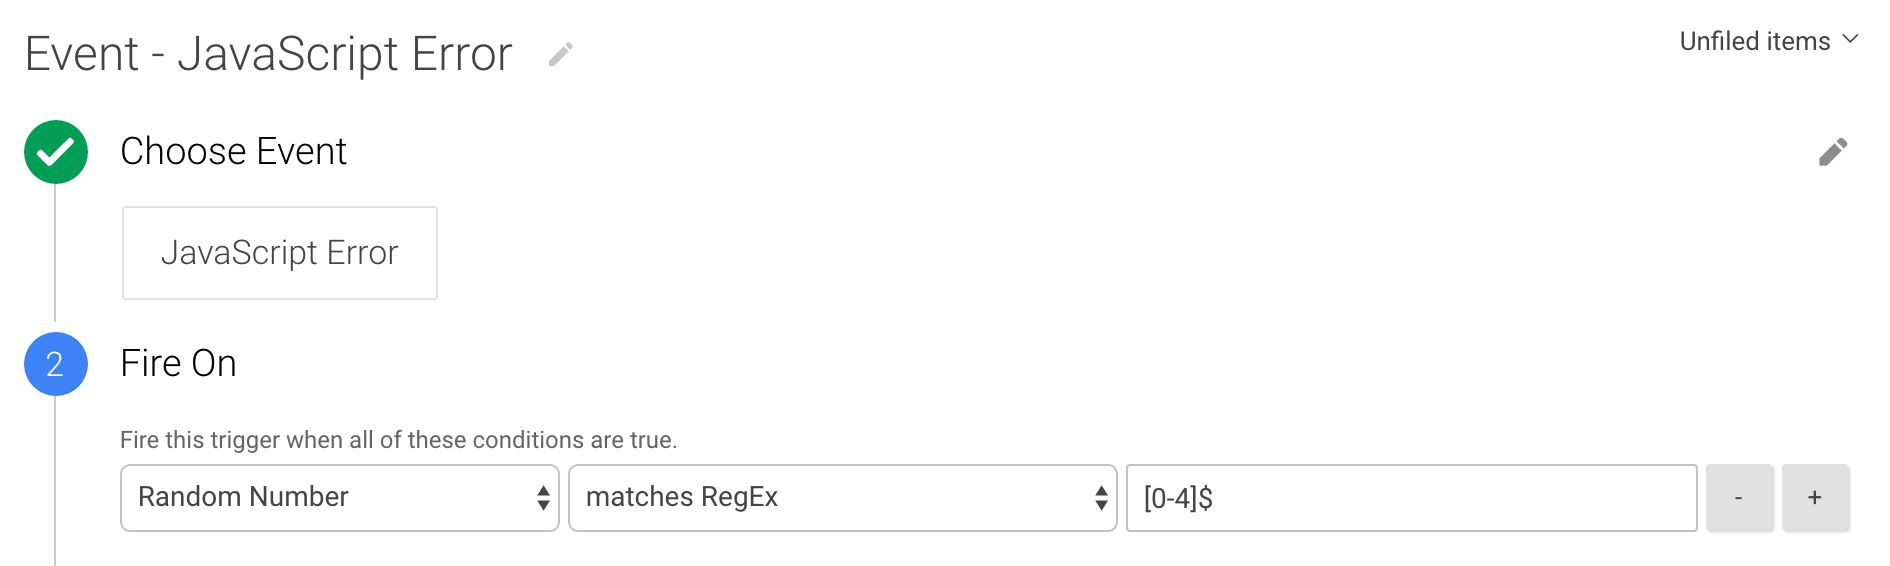 Event - JavaScript Error
Unfiled items
Choose Event
JavaScript Error
2 Fire On
Fire this trigger when all of these conditions are true.
Random Number matches RegEx [0-4]$ - +